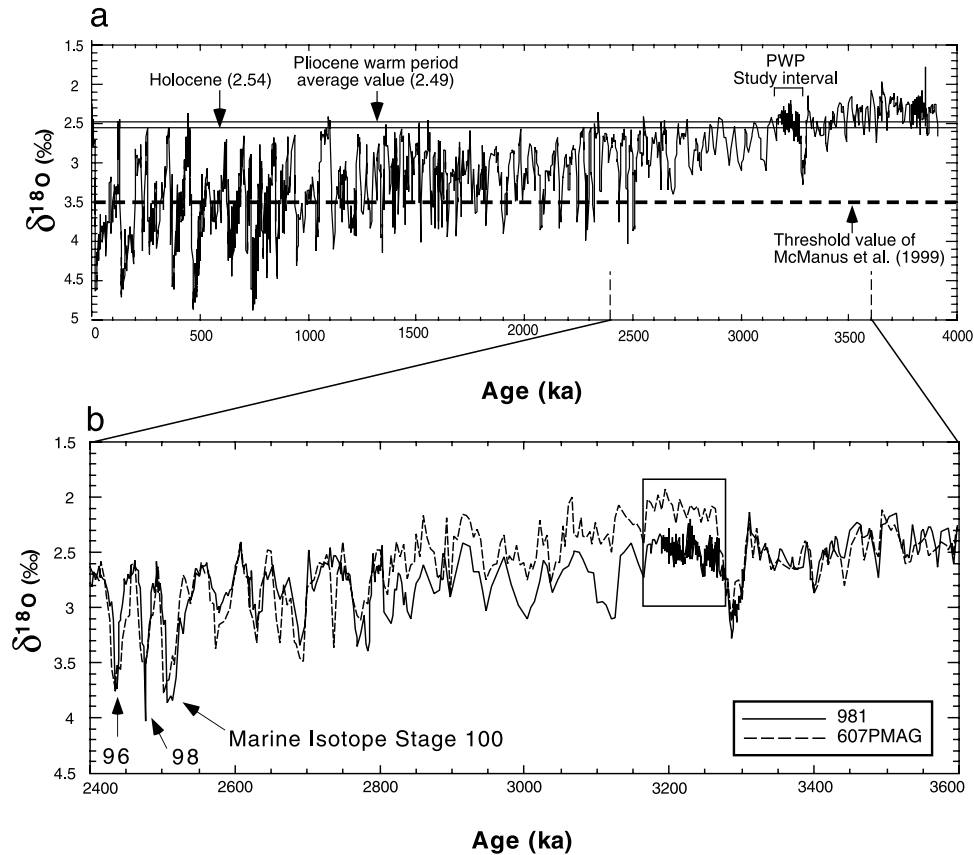 a
1.5
2
2.5
3
3.5
4
4.5
5
δ18O (‰)
Holocene (2.54)
Pliocene warm period
average value (2.49)
PWP
Study interval
Threshold value of
McManus et al. (1999)
0
500
1000
1500
2000
2500
3000
3500
4000
Age (ka)
b
1.5
2
2.5
3
3.5
4
4.5
δ18O (‰)
96
98
Marine Isotope Stage 100
981
607PMAG
2400
2600
2800
3000
3200
3400
3600
Age (ka)